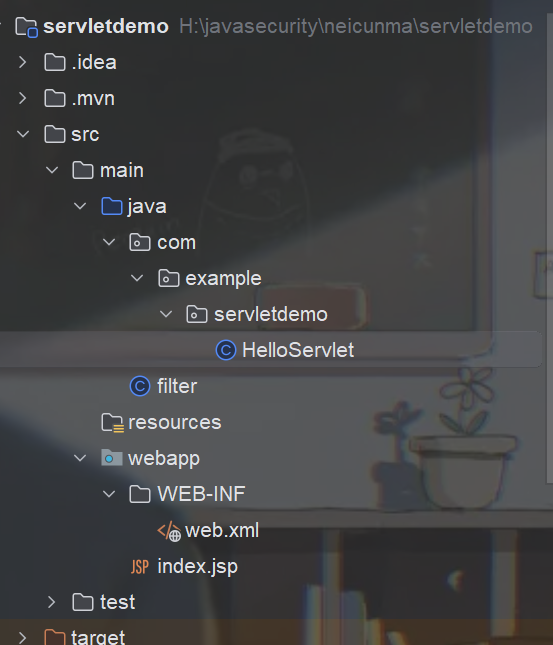 servletdemo H:\javasecurity\neicunma\servletdemo
.idea
.mvn
src
main
java
com
example
servletdemo
C HelloServlet
C filter
resources
webapp
WEB-INF
web.xml
JSP index.jsp
test
target